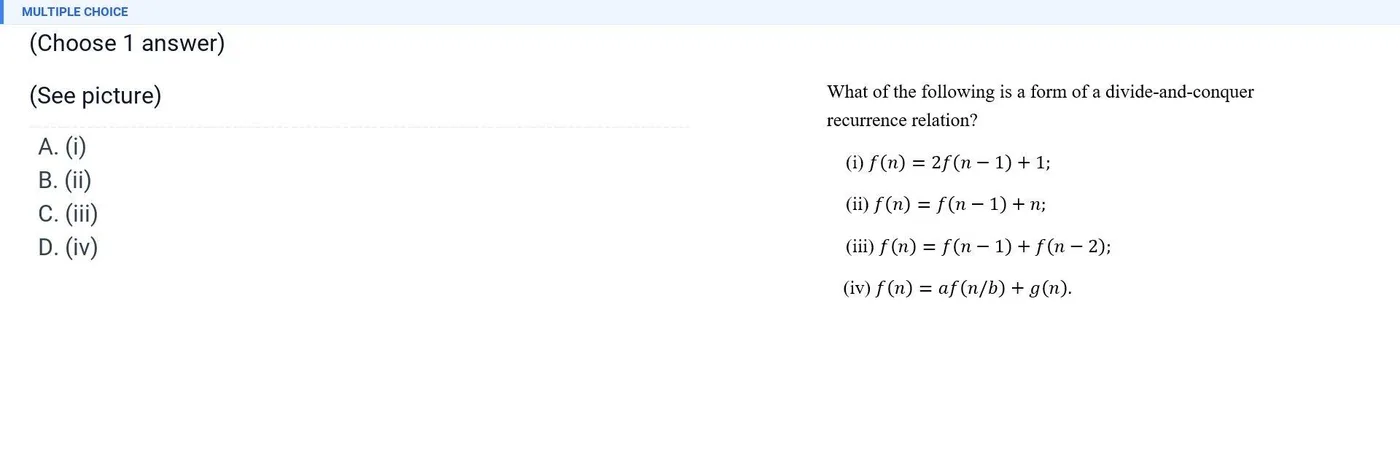 MULTIPLE CHOICE
(Choose 1 answer)
(See picture)
A. (i)
B. (ii)
C. (iii)
D. (iv)
What of the following is a form of a divide-and-conquer
recurrence relation?
(i) f(n) = 2f(n − 1) + 1;
(ii) f(n) = f(n − 1) + n;
(iii) f(n) = f(n − 1) + f(n − 2);
(iv) f(n) = af(n/b) + g(n).